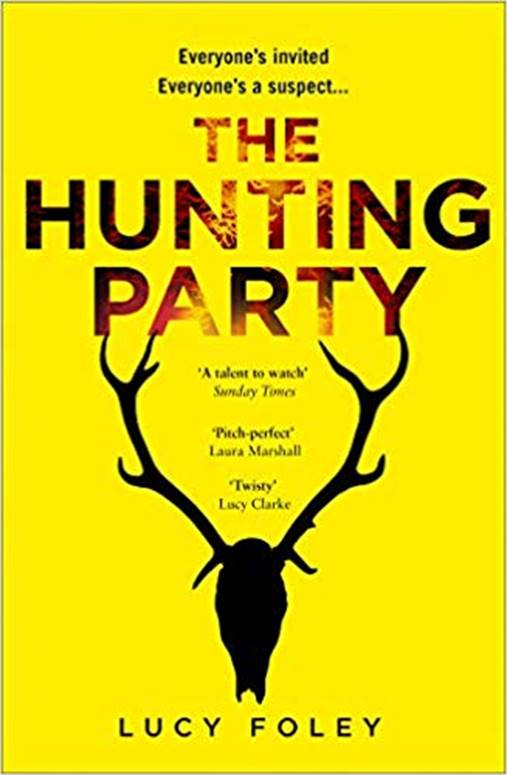 Everyone's invited
Everyone's a suspect...
THE
HUNTING
PARTY
'A talent to watch'
Sunday Times
'Pitch-perfect'
Laura Marshall
'Twisty'
Lucy Clarke
LUCY FOLEY